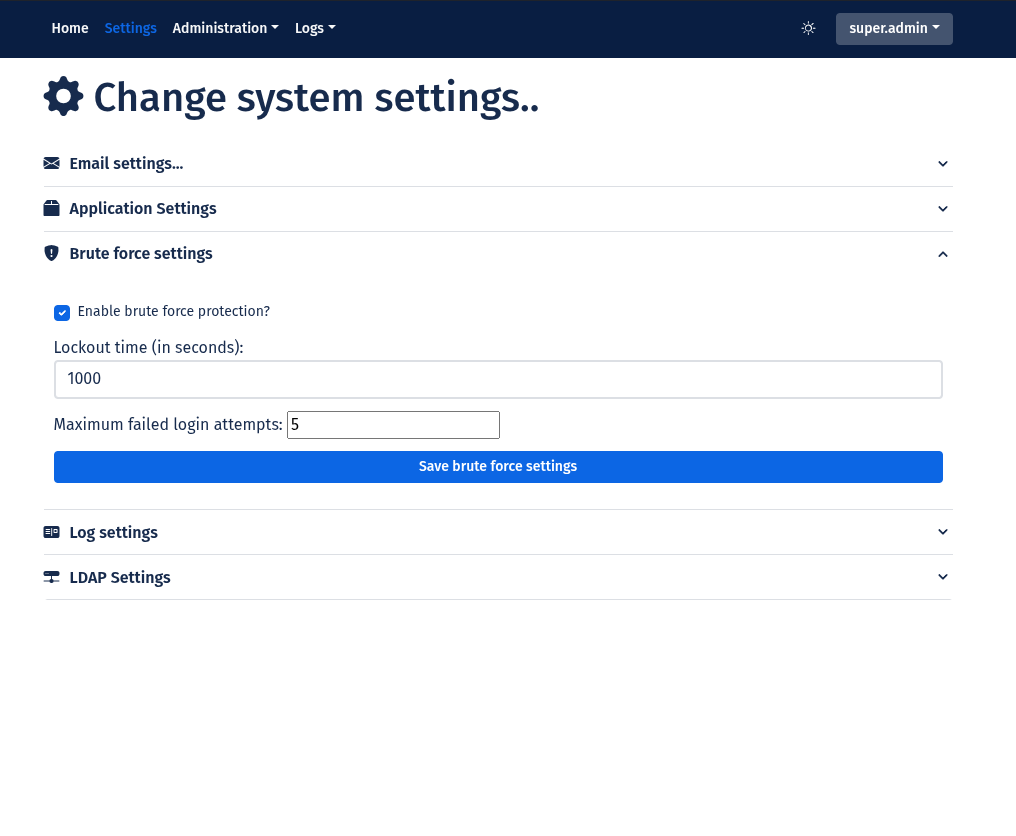 Home Settings Administration Logs super.admin
Change system settings..
Email settings...
Application Settings
Brute force settings
Enable brute force protection?
Lockout time (in seconds):
1000
Maximum failed login attempts: 5
Save brute force settings
Log settings
LDAP Settings